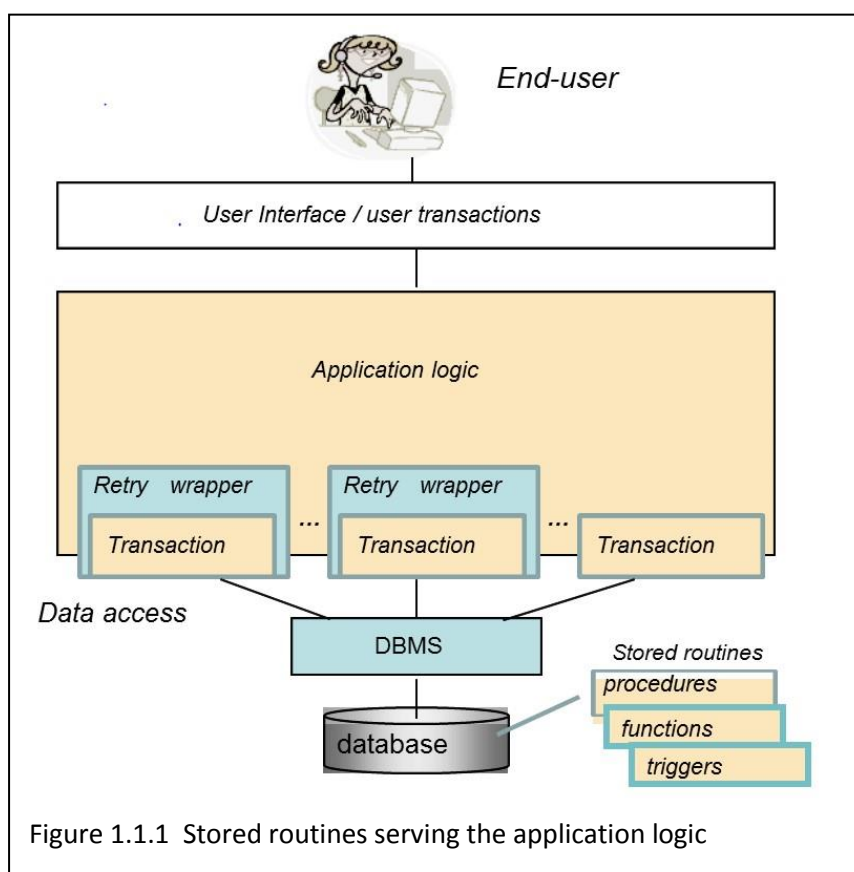 End-user
User Interface / user transactions
Application logic
Retry wrapper Retry wrapper
... ...
Transaction Transaction Transaction
Data access
DBMS
Stored routines
procedures
database
functions
triggers
Figure 1.1.1 Stored routines serving the application logic